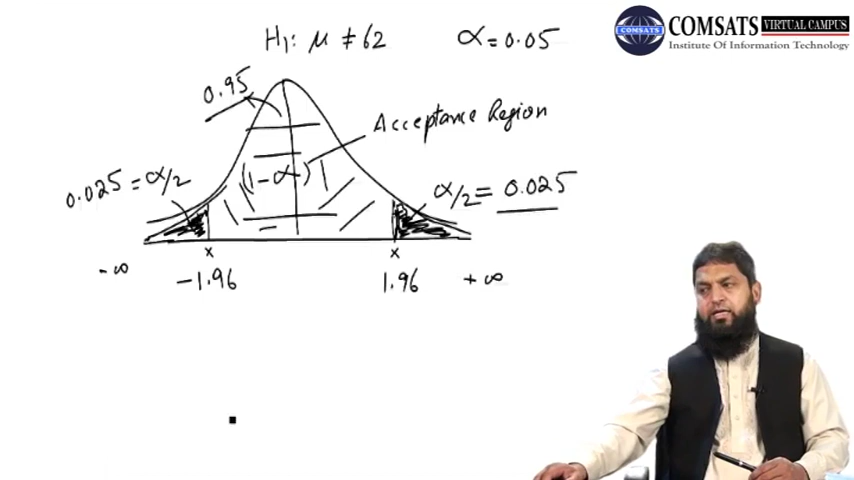 H₁: μ ≠ 62 α = 0.05
COMSATS VIRTUAL CAMPUS
COMSATS
Institute Of Information Technology
0.95
Acceptance Region
0.025 = α/2
(1-α)
α/2 = 0.025
x x
-∞ -1.96 1.96 +∞